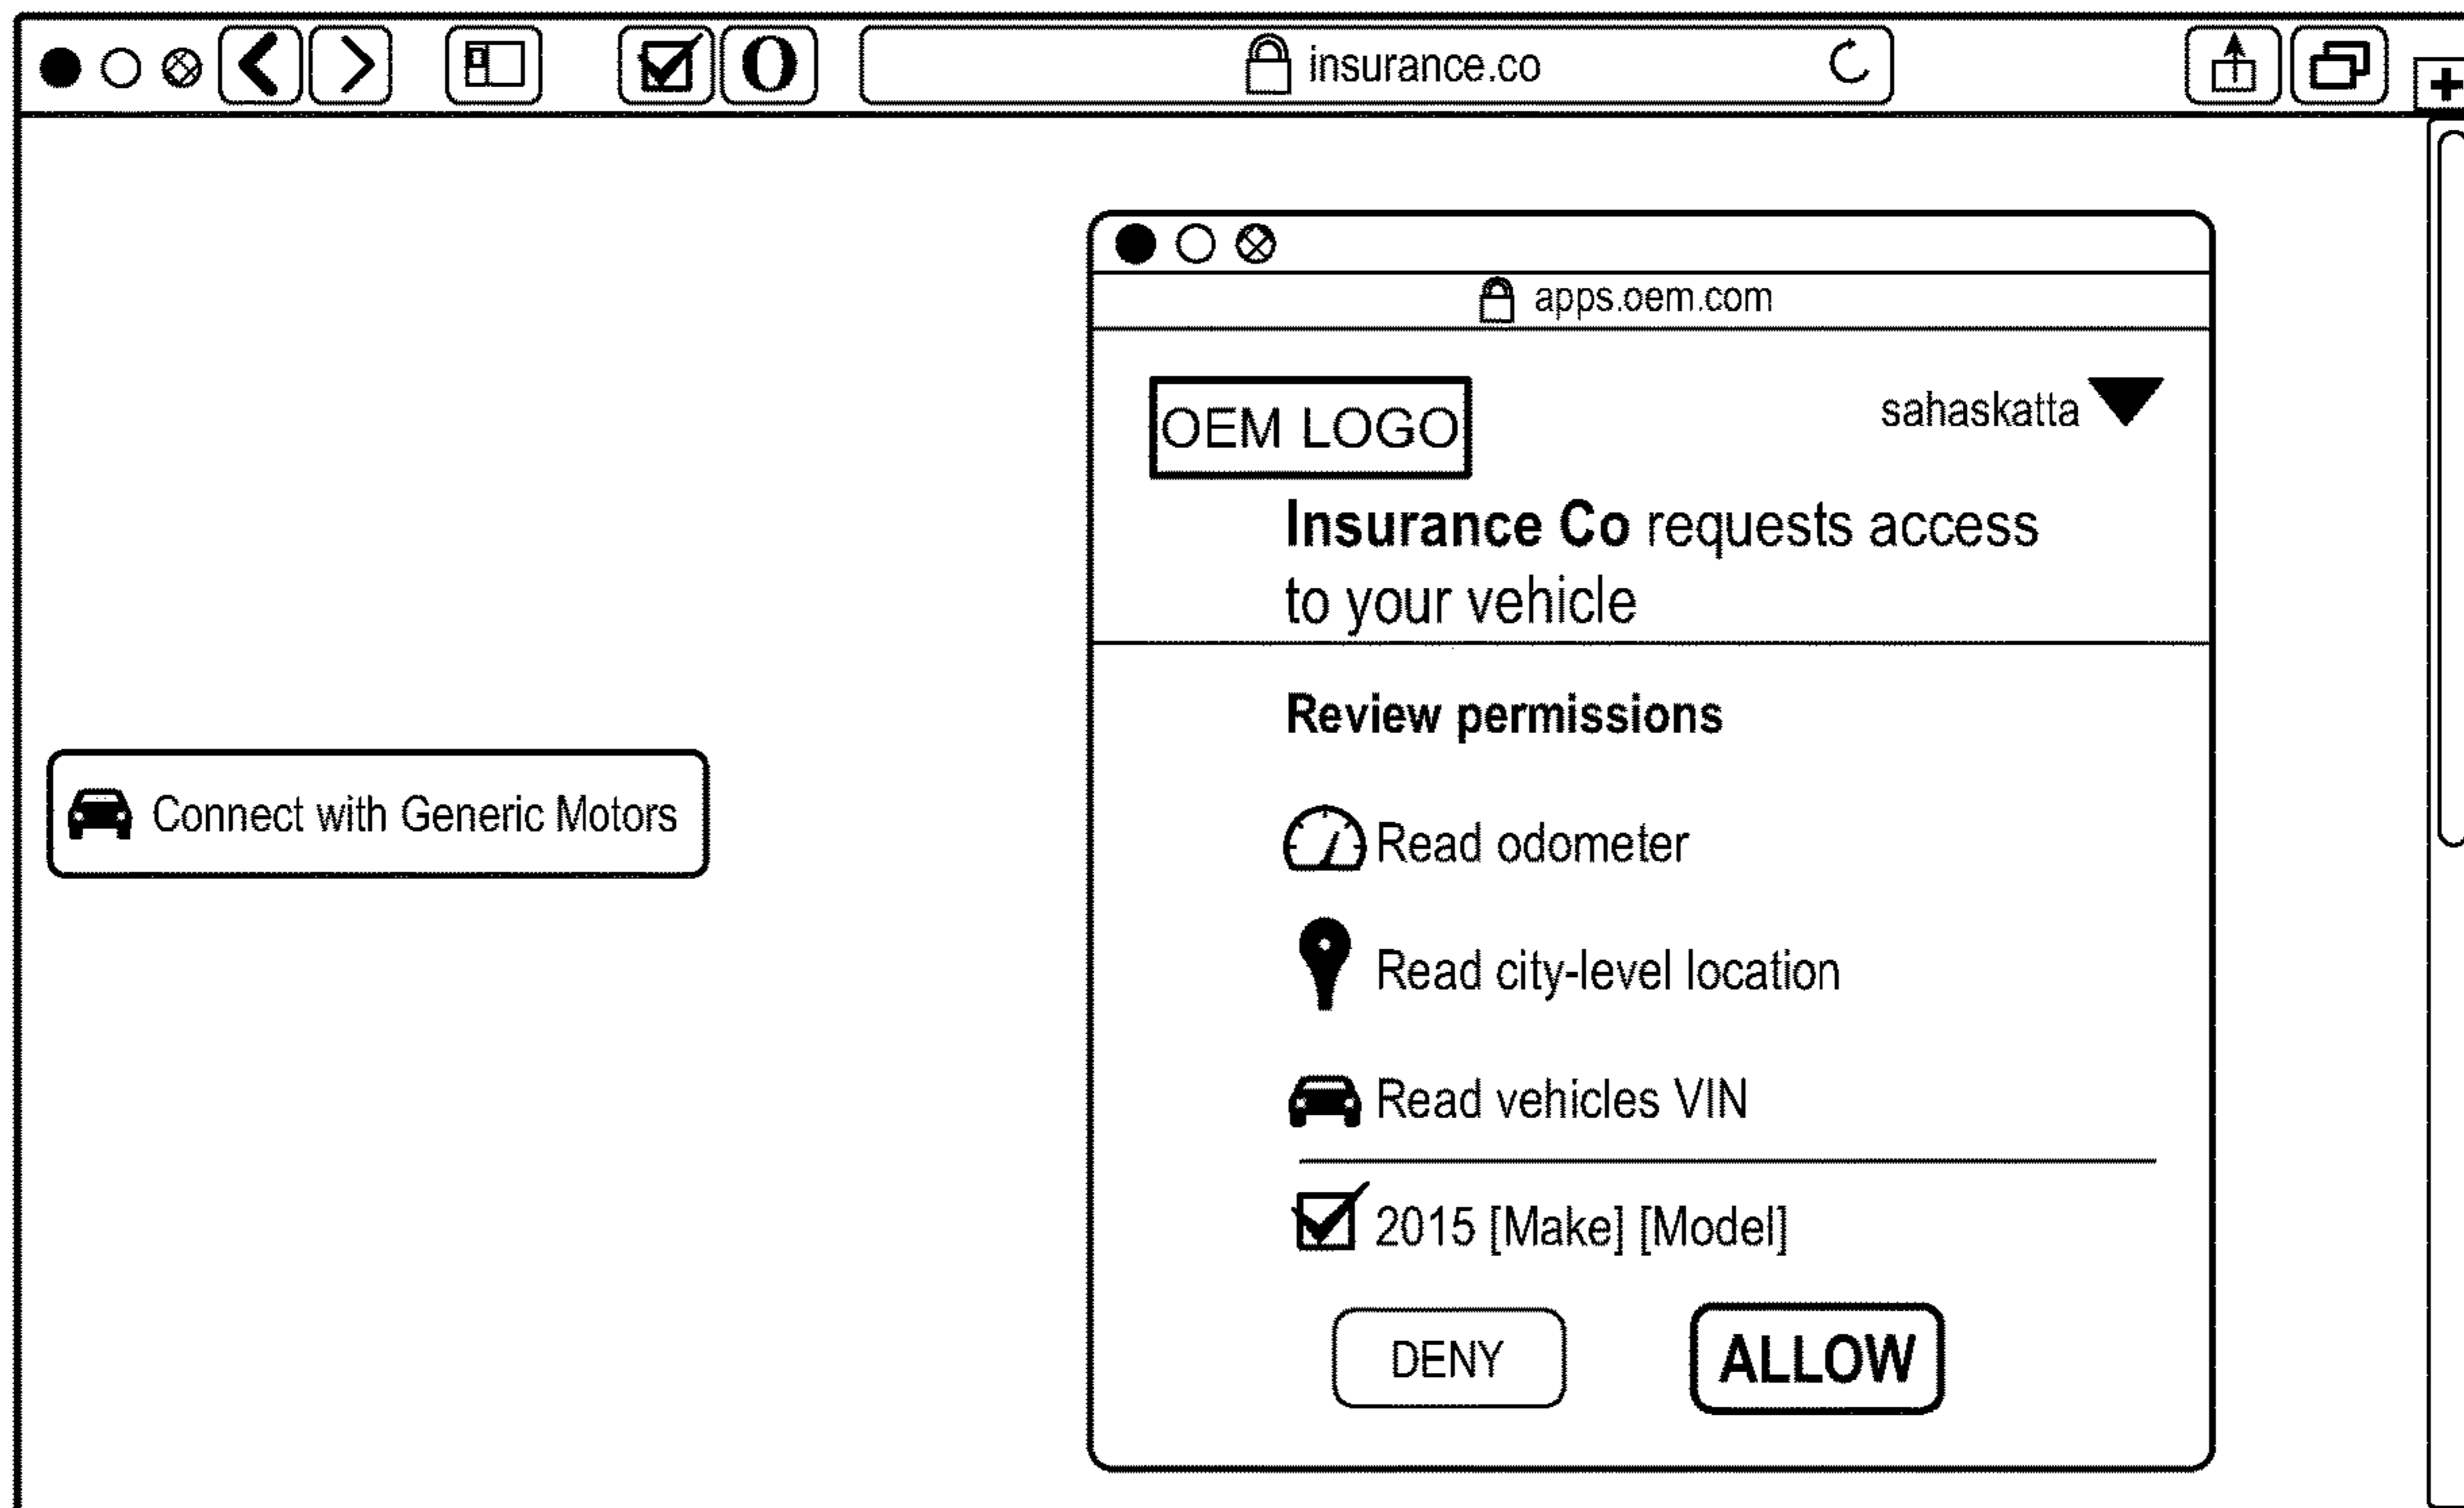 insurance.co
apps.oem.com
OEM LOGO
sahaskatta
Insurance Co requests access
to your vehicle
Review permissions
Connect with Generic Motors
Read odometer
Read city-level location
Read vehicles VIN
2015 [Make] [Model]
DENY
ALLOW